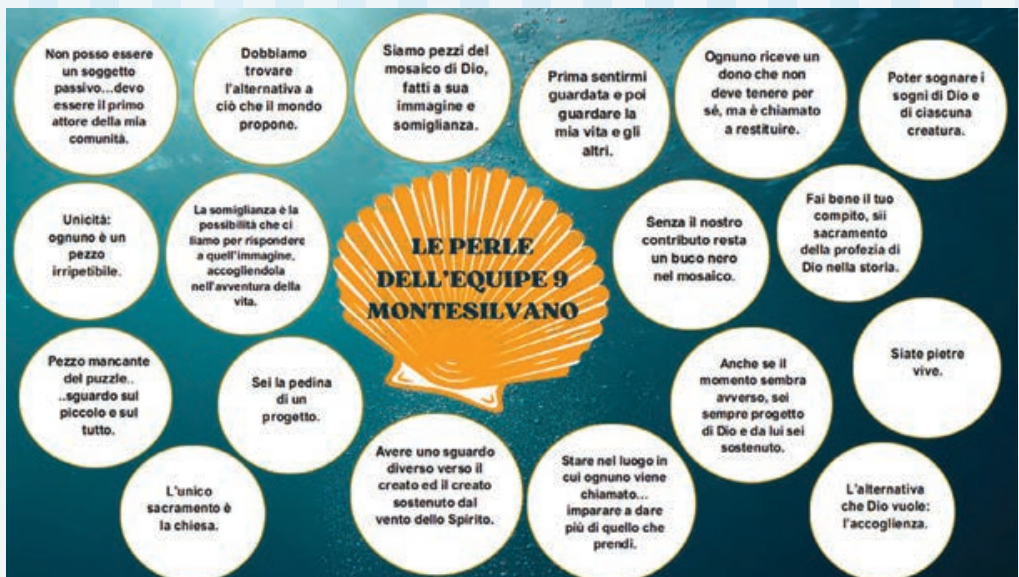 Non posso essere
un soggetto
passivo...devo
essere il primo
attore della mia
comunità.
Dobbiamo
trovare
l'alternativa a
ciò che il mondo
propone.
Siamo pezzi del
mosaico di Dio,
fatti a sua
immagine e
somiglianza.
Prima sentirmi
guardata e poi
guardare la
mia vita e gli
altri.
Ognuno riceve un
dono che non
deve tenere per
sé, ma è chiamato
a restituire.
Poter sognare i
sogni di Dio e
di ciascuna
creatura.
Unicità:
ognuno è un
pezzo
irripetibile.
La somiglianza è la
possibilità che ci
liamo per rispondere
a quell'immagine,
accogliendola
nell'avventura della
vita.
LE PERLE
DELL'EQUIPE 9
MONTESILVANO
Senza il nostro
contributo resta
un buco nero
nel mosaico.
Fai bene il tuo
compito, sii
sacramento
della profezia di
Dio nella storia.
Pezzo mancante
del puzzle..
..sguardo sul
piccolo e sul
tutto.
Sei la pedina
di un
progetto.
Anche se il
momento sembra
avverso, sei
sempre progetto
di Dio e da lui sei
sostenuto.
Siate pietre
vive.
L'unico
sacramento è
la chiesa.
Avere uno sguardo
diverso verso il
creato ed il creato
sostenuto dal
vento dello Spirito.
Stare nel luogo in
cui ognuno viene
chiamato...
imparare a dare
più di quello che
prendi.
L'alternativa
che Dio vuole:
l'accoglienza.